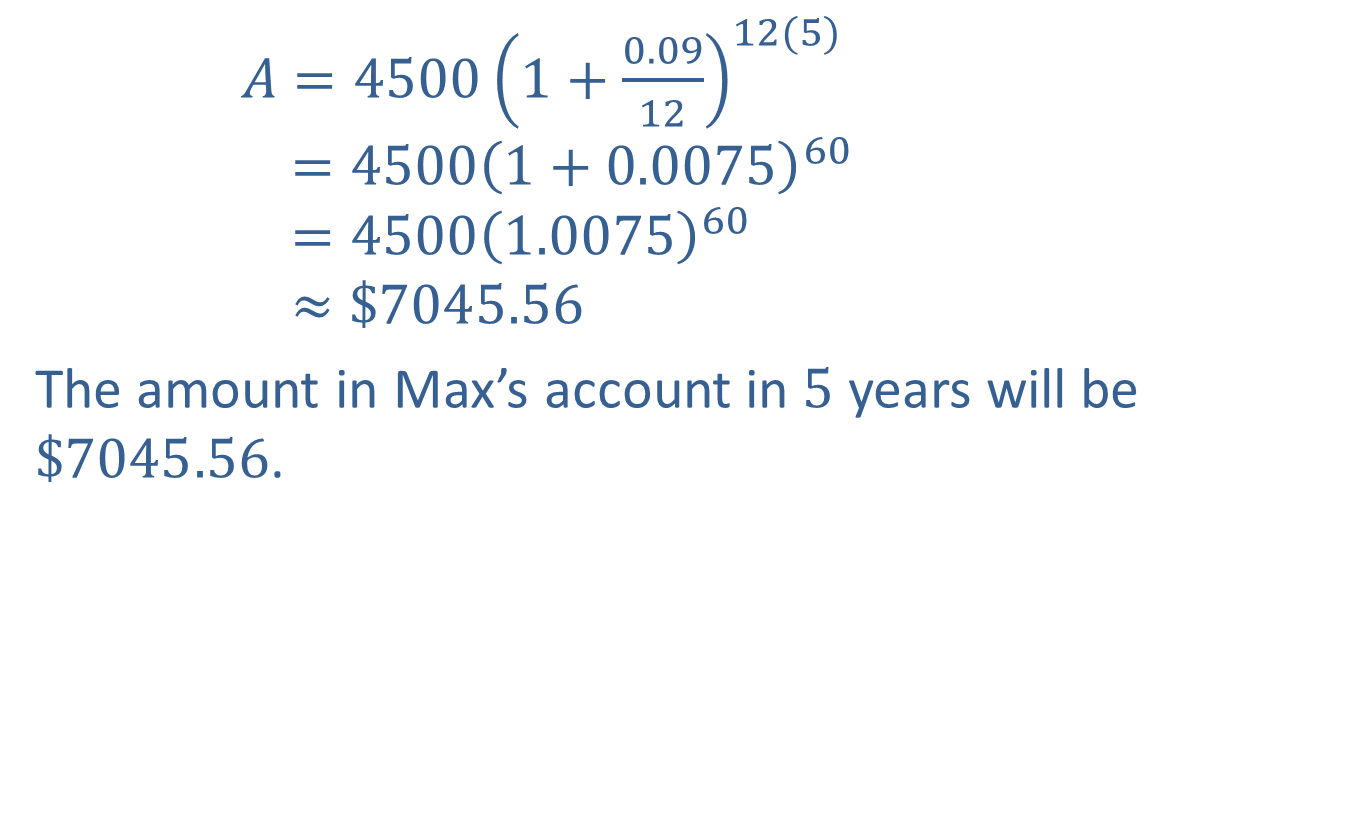 A = 4500 (1 + 0.09/12)^12(5)
= 4500(1 + 0.0075)^60
= 4500(1.0075)^60
≈ $7045.56
The amount in Max’s account in 5 years will be
$7045.56.